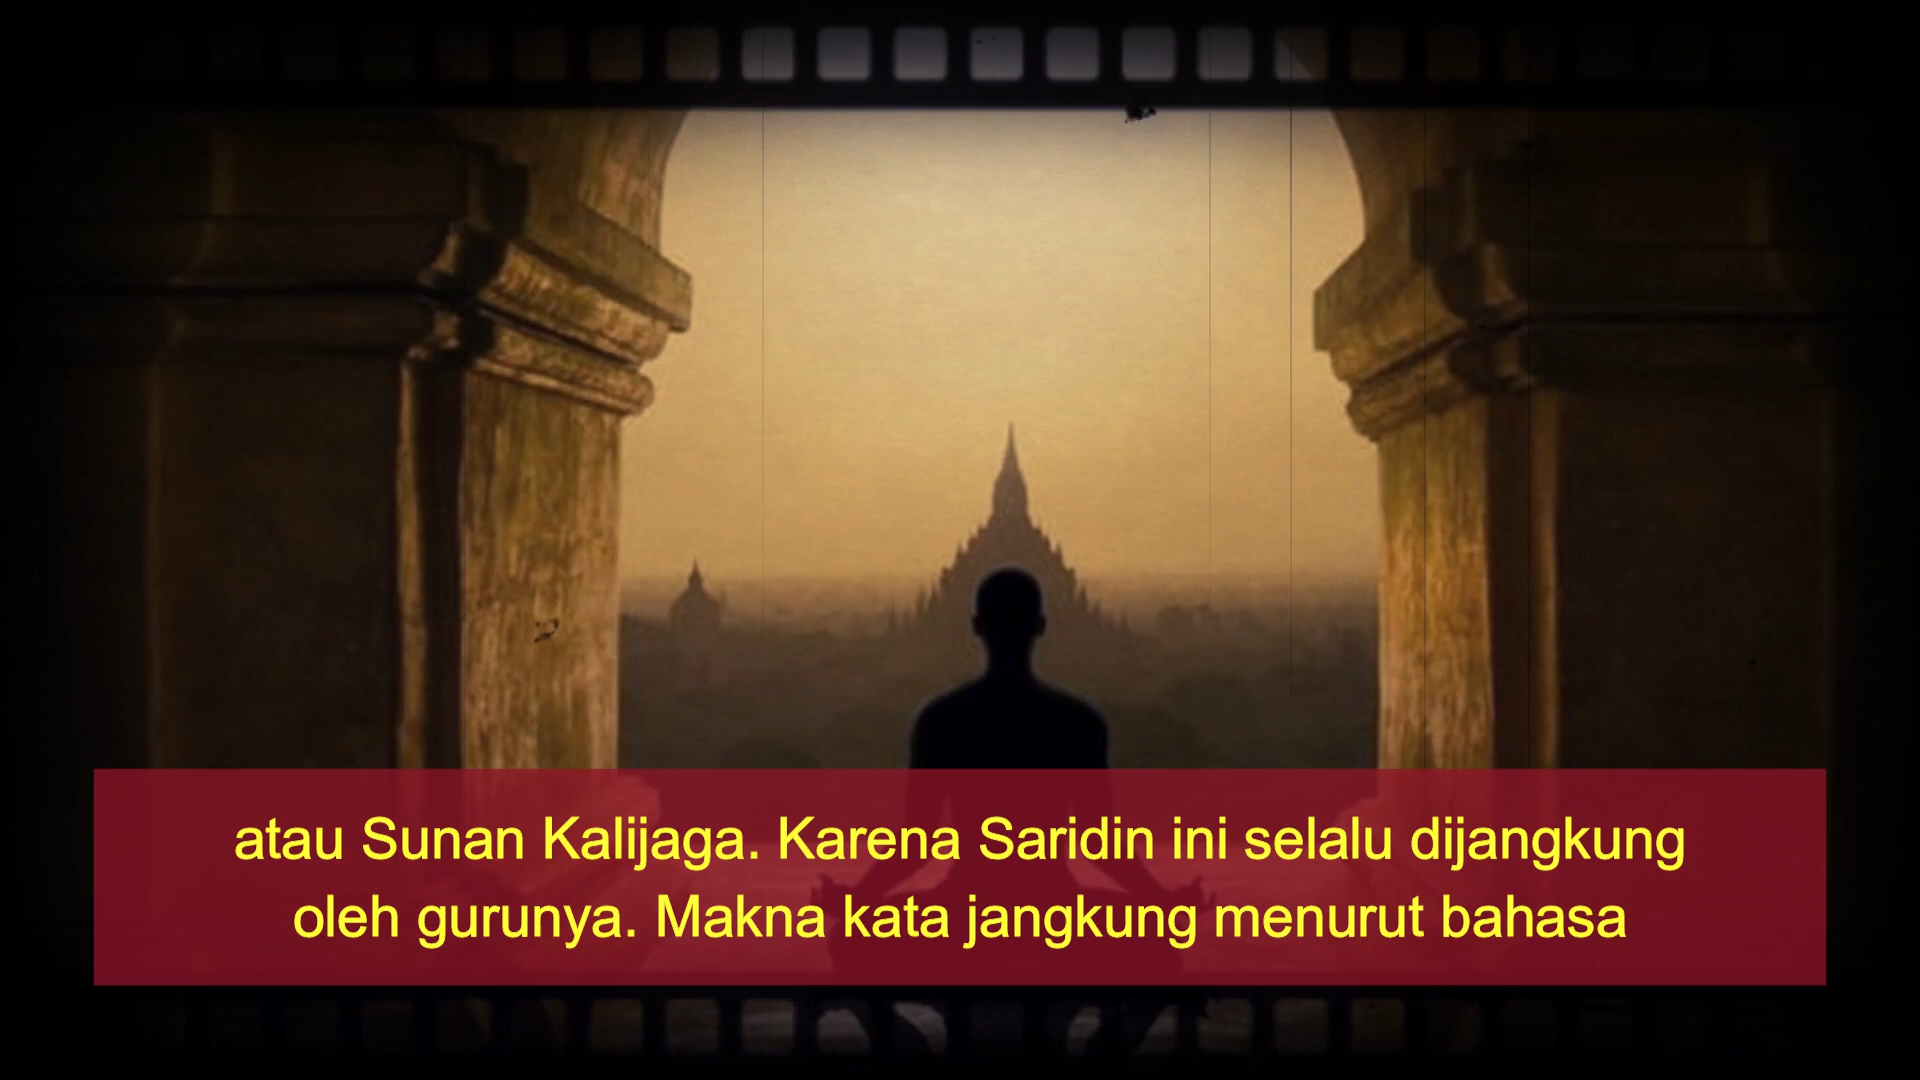 atau Sunan Kalijaga. Karena Saridin ini selalu dijangkung
oleh gurunya. Makna kata jangkung menurut bahasa